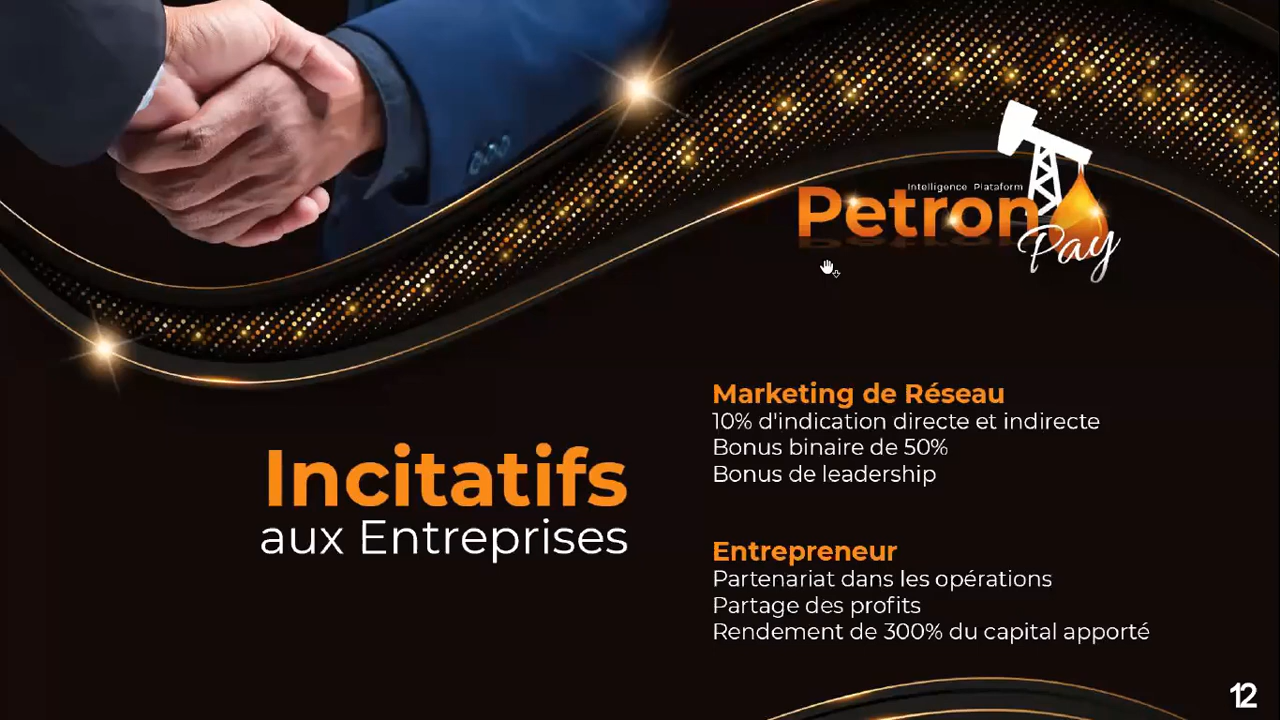 Intelligence Plataform
Petron
Pay
Incitatifs
aux Entreprises
Marketing de Réseau
10% d'indication directe et indirecte
Bonus binaire de 50%
Bonus de leadership
Entrepreneur
Partenariat dans les opérations
Partage des profits
Rendement de 300% du capital apporté
12